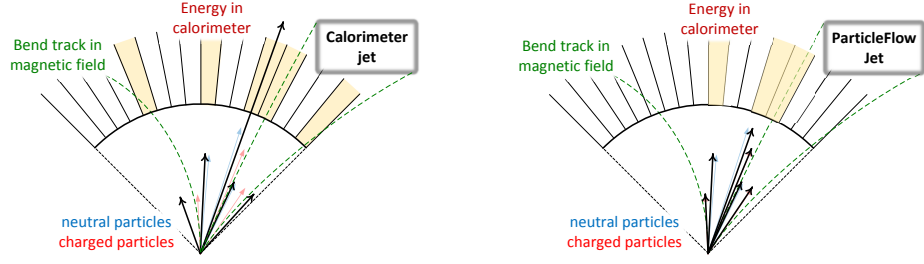 Energy in
calorimeter
Bend track in
magnetic field
Calorimeter
jet
neutral particles
charged particles
Energy in
calorimeter
Bend track in
magnetic field
ParticleFlow
Jet
neutral particles
charged particles